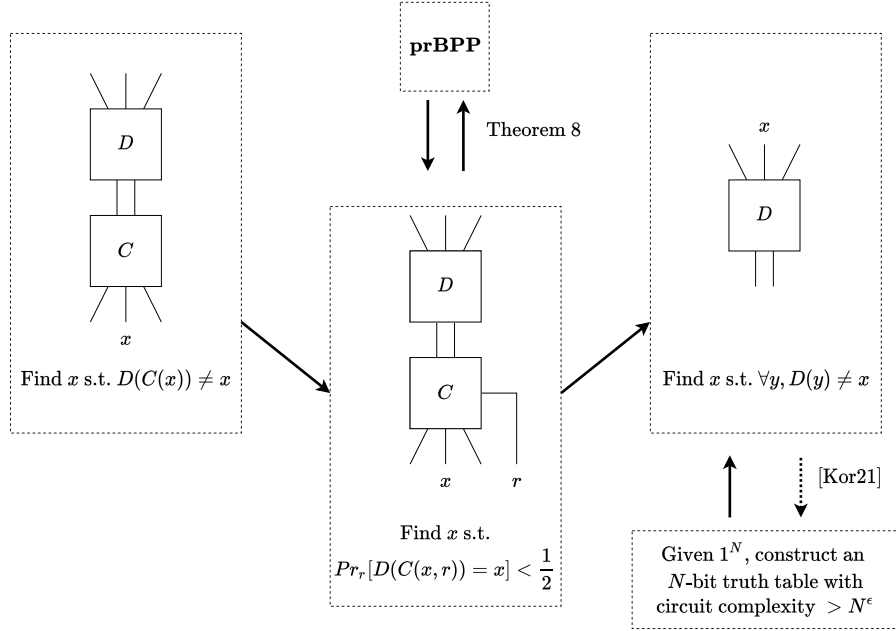 D
C
x
Find x s.t. D(C(x)) ≠ x
prBPP
Theorem 8
D
C
x r
Find x s.t.
Pr_r[D(C(x, r)) = x] < 1/2
x
D
Find x s.t. ∀y, D(y) ≠ x
[Kor21]
Given 1^N, construct an
N-bit truth table with
circuit complexity > N^ϵ